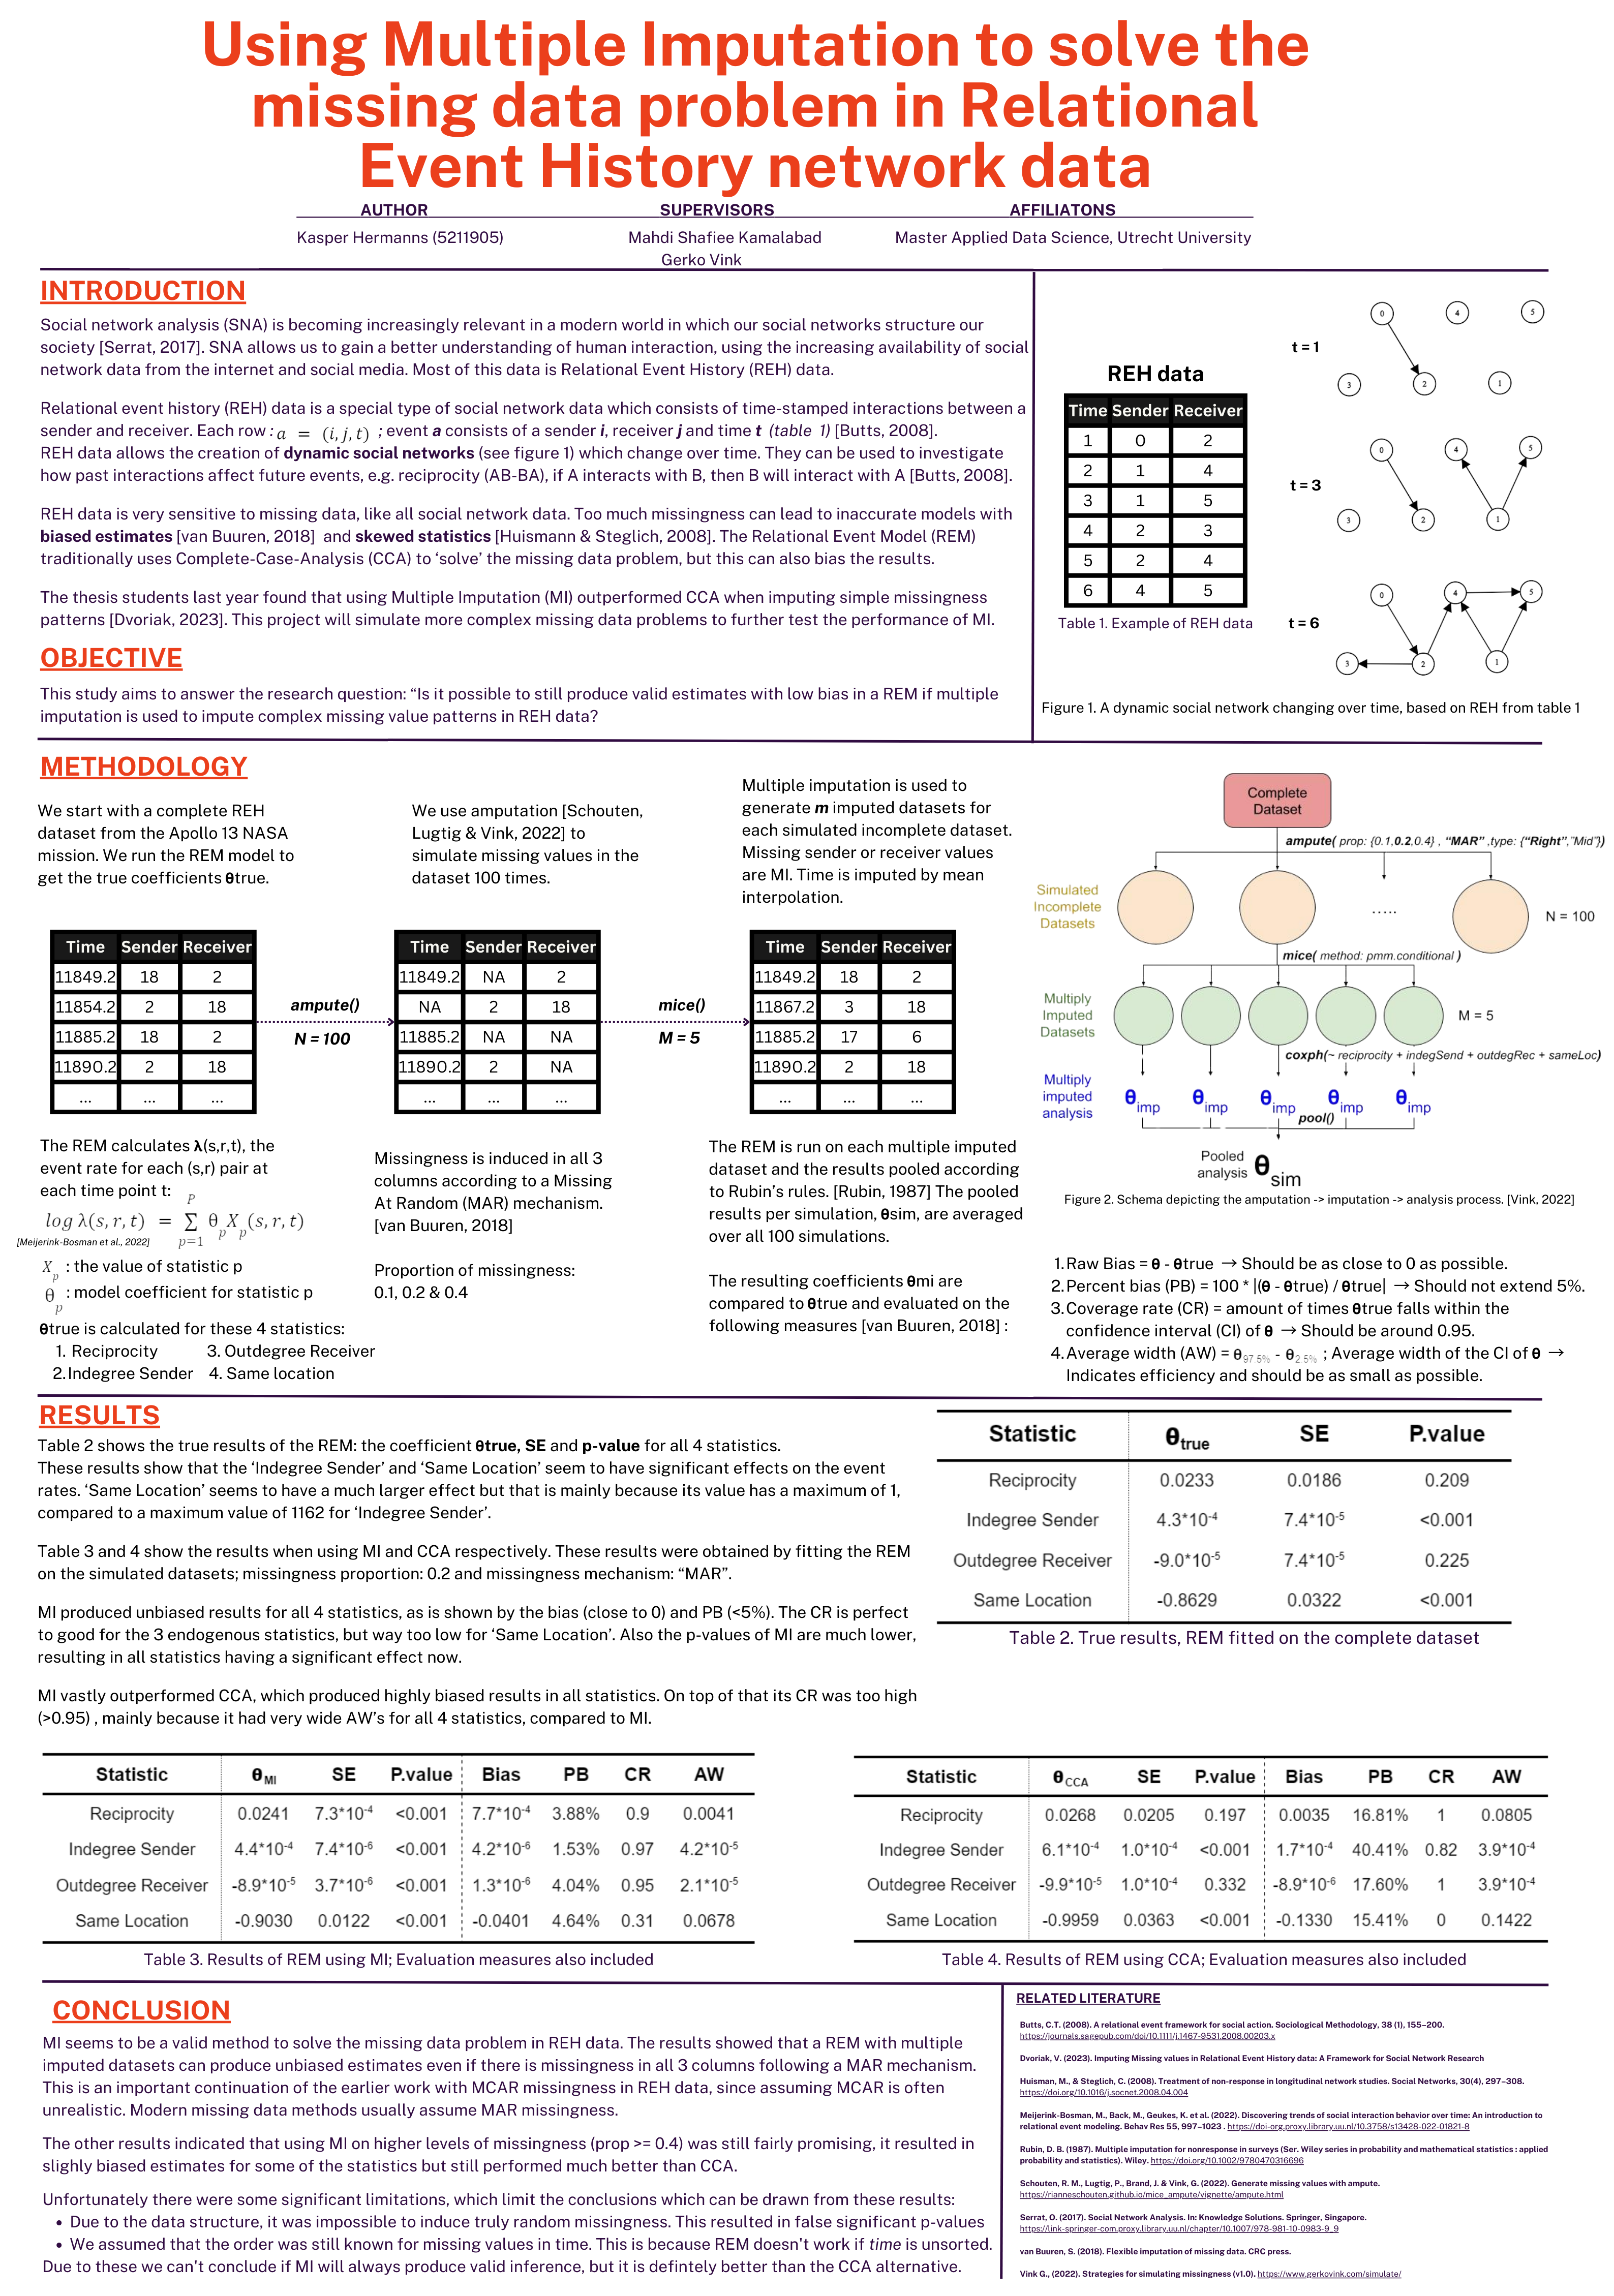 Using Multiple Imputation to solve the
missing data problem in Relational
Event History network data
AUTHOR
Kasper Hermanns (5211905)
SUPERVISORS
Mahdi Shafiee Kamalabad
Gerko Vink
AFFILIATONS
Master Applied Data Science, Utrecht University
INTRODUCTION
Social network analysis (SNA) is becoming increasingly relevant in a modern world in which our social networks structure our
society [Serrat, 2017]. SNA allows us to gain a better understanding of human interaction, using the increasing availability of social
network data from the internet and social media. Most of this data is Relational Event History (REH) data.
Relational event history (REH) data is a special type of social network data which consists of time-stamped interactions between a
sender and receiver. Each row : a = (i, j, t) ; event a consists of a sender i, receiver j and time t (table 1) [Butts, 2008].
REH data allows the creation of dynamic social networks (see figure 1) which change over time. They can be used to investigate
how past interactions affect future events, e.g. reciprocity (AB-BA), if A interacts with B, then B will interact with A [Butts, 2008].
REH data is very sensitive to missing data, like all social network data. Too much missingness can lead to inaccurate models with
biased estimates [van Buuren, 2018] and skewed statistics [Huismann & Steglich, 2008]. The Relational Event Model (REM)
traditionally uses Complete-Case-Analysis (CCA) to ‘solve’ the missing data problem, but this can also bias the results.
The thesis students last year found that using Multiple Imputation (MI) outperformed CCA when imputing simple missingness
patterns [Dvoriak, 2023]. This project will simulate more complex missing data problems to further test the performance of MI.
OBJECTIVE
This study aims to answer the research question: “Is it possible to still produce valid estimates with low bias in a REM if multiple
imputation is used to impute complex missing value patterns in REH data?
REH data
Time Sender Receiver
1 0 2
2 1 4
3 1 5
4 2 3
5 2 4
6 4 5
Table 1. Example of REH data
t = 1
0 4 5
3 2 1
t = 3
0 4 5
3 2 1
t = 6
0 4 5
3 2 1
Figure 1. A dynamic social network changing over time, based on REH from table 1
METHODOLOGY
We start with a complete REH
dataset from the Apollo 13 NASA
mission. We run the REM model to
get the true coefficients θtrue.
Time Sender Receiver
11849.2 18 2
11854.2 2 18
11885.2 18 2
11890.2 2 18
... ... ...
The REM calculates λ(s,r,t), the
event rate for each (s,r) pair at
each time point t:
log λ(s, r, t) = P Σ p=1 θp Xp(s, r, t)
[Meijerink-Bosman et al., 2022]
Xp : the value of statistic p
θp : model coefficient for statistic p
θtrue is calculated for these 4 statistics:
1. Reciprocity 3. Outdegree Receiver
2. Indegree Sender 4. Same location
ampute()
N = 100
We use amputation [Schouten,
Lugtig & Vink, 2022] to
simulate missing values in the
dataset 100 times.
Time Sender Receiver
11849.2 NA 2
NA 2 18
11885.2 NA NA
11890.2 2 NA
... ... ...
Missingness is induced in all 3
columns according to a Missing
At Random (MAR) mechanism.
[van Buuren, 2018]
Proportion of missingness:
0.1, 0.2 & 0.4
mice()
M = 5
Multiple imputation is used to
generate m imputed datasets for
each simulated incomplete dataset.
Missing sender or receiver values
are MI. Time is imputed by mean
interpolation.
Time Sender Receiver
11849.2 18 2
11867.2 3 18
11885.2 17 6
11890.2 2 18
... ... ...
The REM is run on each multiple imputed
dataset and the results pooled according
to Rubin’s rules. [Rubin, 1987] The pooled
results per simulation, θsim, are averaged
over all 100 simulations.
The resulting coefficients θmi are
compared to θtrue and evaluated on the
following measures [van Buuren, 2018] :
Complete
Dataset
ampute( prop: {0.1,0.2,0.4} , “MAR” ,type: {“Right”,”Mid”})
Simulated
Incomplete
Datasets
.....
N = 100
mice( method: pmm.conditional )
Multiply
Imputed
Datasets
M = 5
coxph(~ reciprocity + indegSend + outdegRec + sameLoc)
Multiply
imputed
analysis
θimp θimp θimp θimp θimp
pool()
Pooled
analysis θsim
Figure 2. Schema depicting the amputation -> imputation -> analysis process. [Vink, 2022]
1. Raw Bias = θ - θtrue → Should be as close to 0 as possible.
2. Percent bias (PB) = 100 * |(θ - θtrue) / θtrue| → Should not extend 5%.
3. Coverage rate (CR) = amount of times θtrue falls within the
confidence interval (CI) of θ → Should be around 0.95.
4. Average width (AW) = θ97.5% - θ2.5% ; Average width of the CI of θ →
Indicates efficiency and should be as small as possible.
RESULTS
Table 2 shows the true results of the REM: the coefficient θtrue, SE and p-value for all 4 statistics.
These results show that the ‘Indegree Sender’ and ‘Same Location’ seem to have significant effects on the event
rates. ‘Same Location’ seems to have a much larger effect but that is mainly because its value has a maximum of 1,
compared to a maximum value of 1162 for ‘Indegree Sender’.
Table 3 and 4 show the results when using MI and CCA respectively. These results were obtained by fitting the REM
on the simulated datasets; missingness proportion: 0.2 and missingness mechanism: “MAR”.
MI produced unbiased results for all 4 statistics, as is shown by the bias (close to 0) and PB (<5%). The CR is perfect
to good for the 3 endogenous statistics, but way too low for ‘Same Location’. Also the p-values of MI are much lower,
resulting in all statistics having a significant effect now.
MI vastly outperformed CCA, which produced highly biased results in all statistics. On top of that its CR was too high
(>0.95) , mainly because it had very wide AW’s for all 4 statistics, compared to MI.
Statistic θtrue SE P.value
Reciprocity 0.0233 0.0186 0.209
Indegree Sender 4.3*10-4 7.4*10-5 <0.001
Outdegree Receiver -9.0*10-5 7.4*10-5 0.225
Same Location -0.8629 0.0322 <0.001
Table 2. True results, REM fitted on the complete dataset
Statistic θMI SE P.value Bias PB CR AW
Reciprocity 0.0241 7.3*10-4 <0.001 7.7*10-4 3.88% 0.9 0.0041
Indegree Sender 4.4*10-4 7.4*10-6 <0.001 4.2*10-6 1.53% 0.97 4.2*10-5
Outdegree Receiver -8.9*10-5 3.7*10-6 <0.001 1.3*10-6 4.04% 0.95 2.1*10-5
Same Location -0.9030 0.0122 <0.001 -0.0401 4.64% 0.31 0.0678
Table 3. Results of REM using MI; Evaluation measures also included
Statistic θCCA SE P.value Bias PB CR AW
Reciprocity 0.0268 0.0205 0.197 0.0035 16.81% 1 0.0805
Indegree Sender 6.1*10-4 1.0*10-4 <0.001 1.7*10-4 40.41% 0.82 3.9*10-4
Outdegree Receiver -9.9*10-5 1.0*10-4 0.332 -8.9*10-6 17.60% 1 3.9*10-4
Same Location -0.9959 0.0363 <0.001 -0.1330 15.41% 0 0.1422
Table 4. Results of REM using CCA; Evaluation measures also included
CONCLUSION
MI seems to be a valid method to solve the missing data problem in REH data. The results showed that a REM with multiple
imputed datasets can produce unbiased estimates even if there is missingness in all 3 columns following a MAR mechanism.
This is an important continuation of the earlier work with MCAR missingness in REH data, since assuming MCAR is often
unrealistic. Modern missing data methods usually assume MAR missingness.
The other results indicated that using MI on higher levels of missingness (prop >= 0.4) was still fairly promising, it resulted in
slighly biased estimates for some of the statistics but still performed much better than CCA.
Unfortunately there were some significant limitations, which limit the conclusions which can be drawn from these results:
• Due to the data structure, it was impossible to induce truly random missingness. This resulted in false significant p-values
• We assumed that the order was still known for missing values in time. This is because REM doesn't work if time is unsorted.
Due to these we can't conclude if MI will always produce valid inference, but it is defintely better than the CCA alternative.
RELATED LITERATURE
Butts, C.T. (2008). A relational event framework for social action. Sociological Methodology, 38 (1), 155–200.
https://journals.sagepub.com/doi/10.1111/j.1467-9531.2008.00203.x
Dvoriak, V. (2023). Imputing Missing values in Relational Event History data: A Framework for Social Network Research
Huisman, M., & Steglich, C. (2008). Treatment of non-response in longitudinal network studies. Social Networks, 30(4), 297–308.
https://doi.org/10.1016/j.socnet.2008.04.004
Meijerink-Bosman, M., Back, M., Geukes, K. et al. (2022). Discovering trends of social interaction behavior over time: An introduction to
relational event modeling. Behav Res 55, 997–1023 . https://doi-org.proxy.library.uu.nl/10.3758/s13428-022-01821-8
Rubin, D. B. (1987). Multiple imputation for nonresponse in surveys (Ser. Wiley series in probability and mathematical statistics : applied
probability and statistics). Wiley. https://doi.org/10.1002/9780470316696
Schouten, R. M., Lugtig, P., Brand, J. & Vink, G. (2022). Generate missing values with ampute.
https://rianneschouten.github.io/mice_ampute/vignette/ampute.html
Serrat, O. (2017). Social Network Analysis. In: Knowledge Solutions. Springer, Singapore.
https://link-springer-com.proxy.library.uu.nl/chapter/10.1007/978-981-10-0983-9_9
van Buuren, S. (2018). Flexible imputation of missing data. CRC press.
Vink G., (2022). Strategies for simulating missingness (v1.0). https://www.gerkovink.com/simulate/